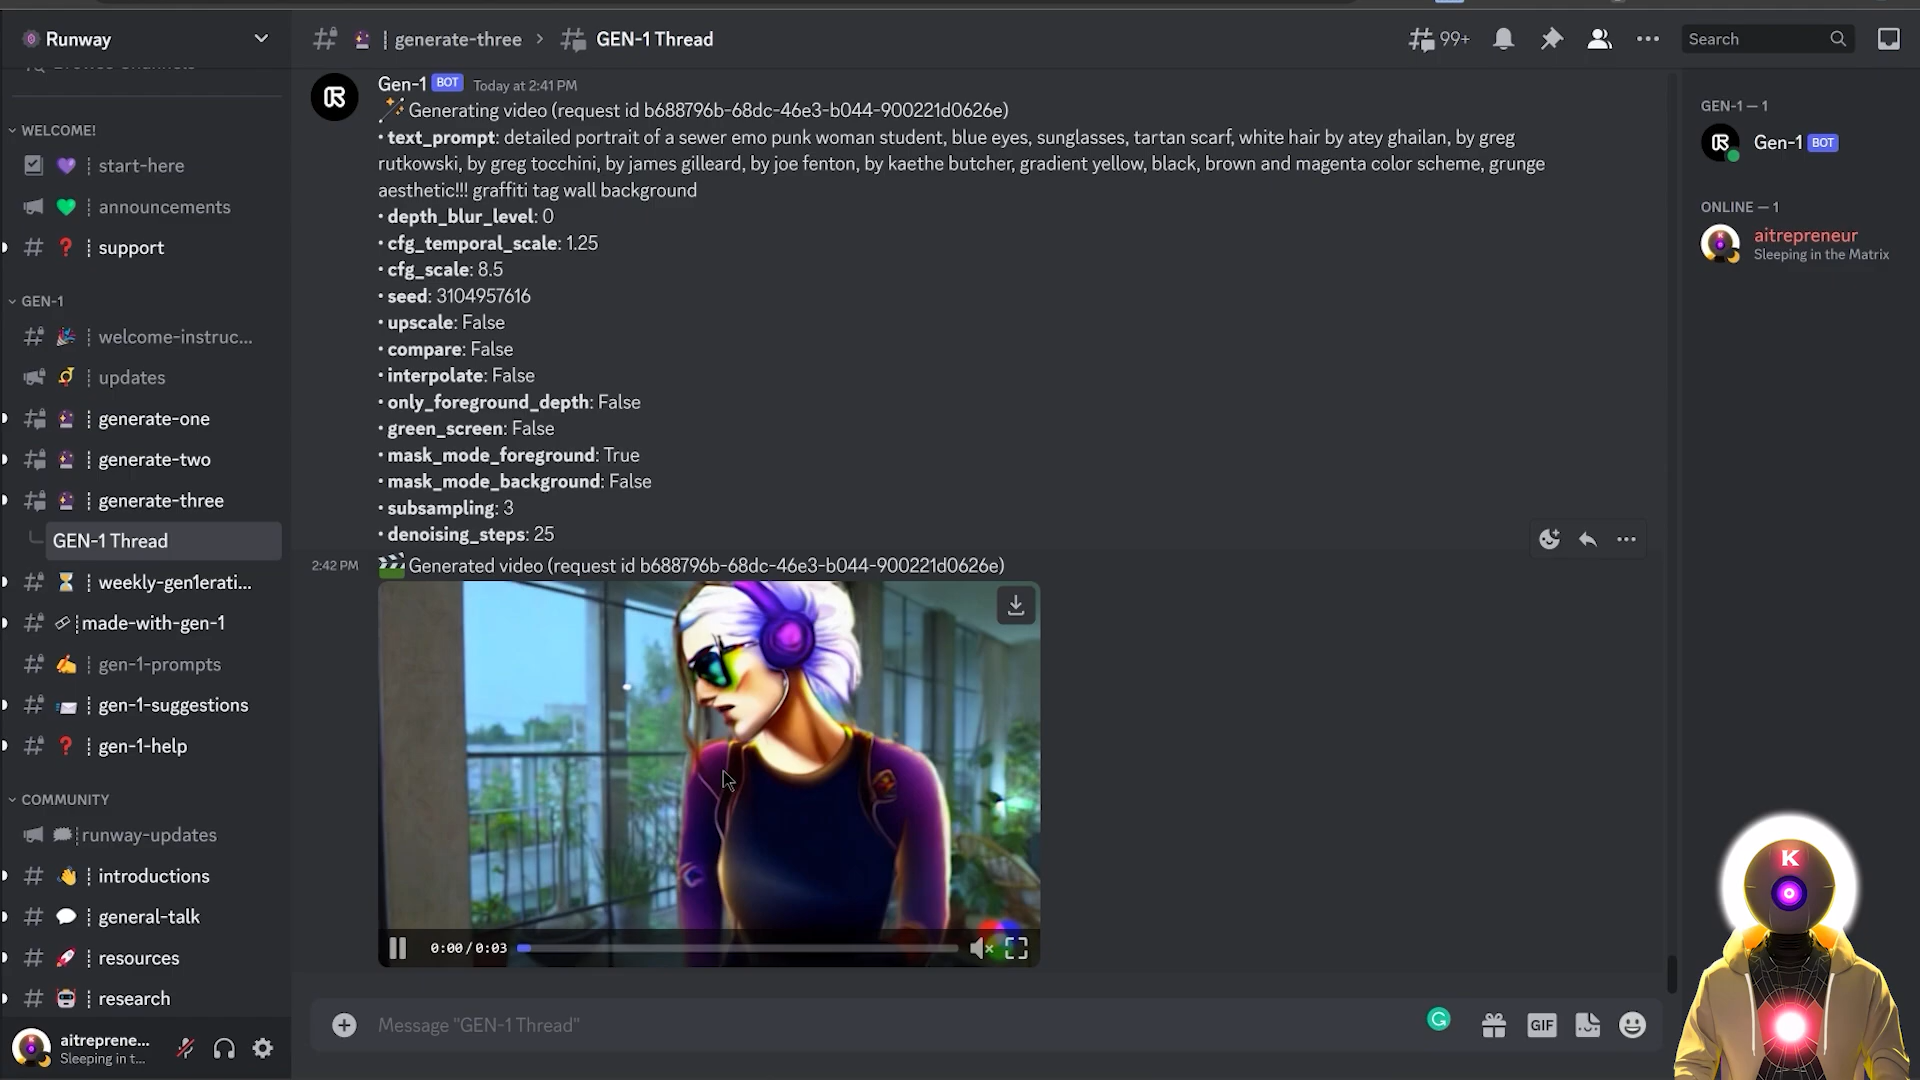 Runway
Browse Channels
WELCOME!
start-here
announcements
support
GEN-1
welcome-instruc...
updates
generate-one
generate-two
generate-three
GEN-1 Thread
weekly-gen1erati...
made-with-gen-1
gen-1-prompts
gen-1-suggestions
gen-1-help
COMMUNITY
runway-updates
introductions
general-talk
resources
research
aitreprene...
Sleeping in t...
generate-three > GEN-1 Thread
99+
Search
Gen-1 BOT Today at 2:41 PM
Generating video (request id b688796b-68dc-46e3-b044-900221d0626e)
• text_prompt: detailed portrait of a sewer emo punk woman student, blue eyes, sunglasses, tartan scarf, white hair by atey ghailan, by greg
rutkowski, by greg tocchini, by james gilleard, by joe fenton, by kaethe butcher, gradient yellow, black, brown and magenta color scheme, grunge
aesthetic!!! graffiti tag wall background
• depth_blur_level: 0
• cfg_temporal_scale: 1.25
• cfg_scale: 8.5
• seed: 3104957616
• upscale: False
• compare: False
• interpolate: False
• only_foreground_depth: False
• green_screen: False
• mask_mode_foreground: True
• mask_mode_background: False
• subsampling: 3
• denoising_steps: 25
2:42 PM Generated video (request id b688796b-68dc-46e3-b044-900221d0626e)
0:00/0:03
Message "GEN-1 Thread"
G
GIF
GEN-1 — 1
Gen-1 BOT
ONLINE — 1
aitrepreneur
Sleeping in the Matrix
K